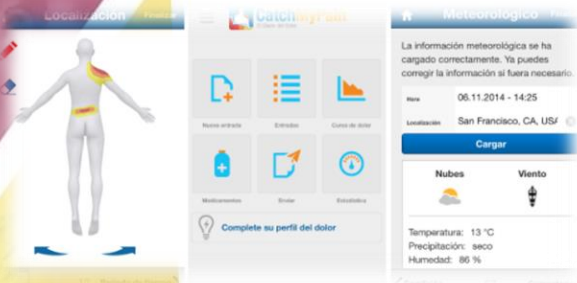 Localización
Finalizar
CatchMyPain
Nueva entrada
Entradas
Curva de dolor
Medicamentos
Enviar
Estadística
Complete su perfil del dolor
Meteorológico
La información meteorológica se ha
cargado correctamente. Ya puedes
corregir la información si fuera necesario.
Hora
06.11.2014 - 14:25
Localización
San Francisco, CA, USA
Cargar
Nubes
Viento
Temperatura: 13 °C
Precipitación: seco
Humedad: 86 %